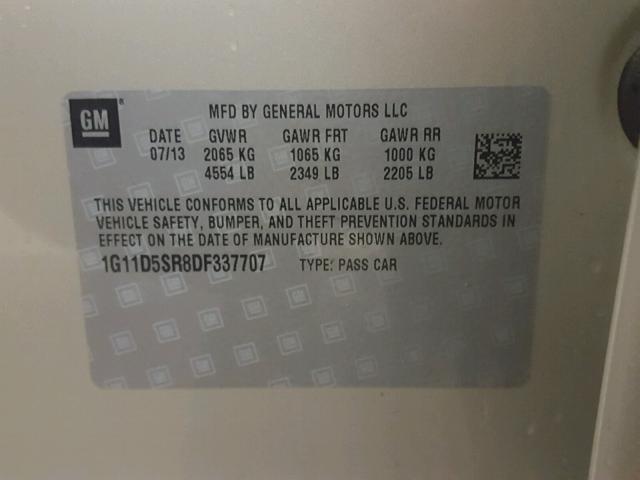 GM
MFD BY GENERAL MOTORS LLC
DATE GVWR GAWR FRT GAWR RR
07/13 2065 KG 1065 KG 1000 KG
4554 LB 2349 LB 2205 LB
THIS VEHICLE CONFORMS TO ALL APPLICABLE U.S. FEDERAL MOTOR
VEHICLE SAFETY, BUMPER, AND THEFT PREVENTION STANDARDS IN
EFFECT ON THE DATE OF MANUFACTURE SHOWN ABOVE.
1G11D5SR8DF337707 TYPE: PASS CAR